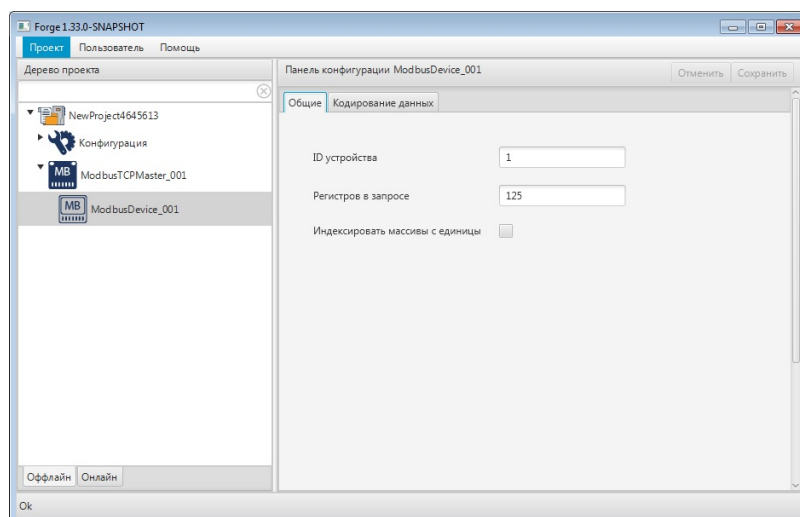 Forge 1.33.0-SNAPSHOT
Проект Пользователь Помощь
Дерево проекта
NewProject4645613
Конфигурация
MB ModbusTCPMaster_001
MB ModbusDevice_001
Оффлайн Онлайн
Панель конфигурации ModbusDevice_001
Отменить Сохранить
Общие Кодирование данных
ID устройства 1
Регистров в запросе 125
Индексировать массивы с единицы
Ok